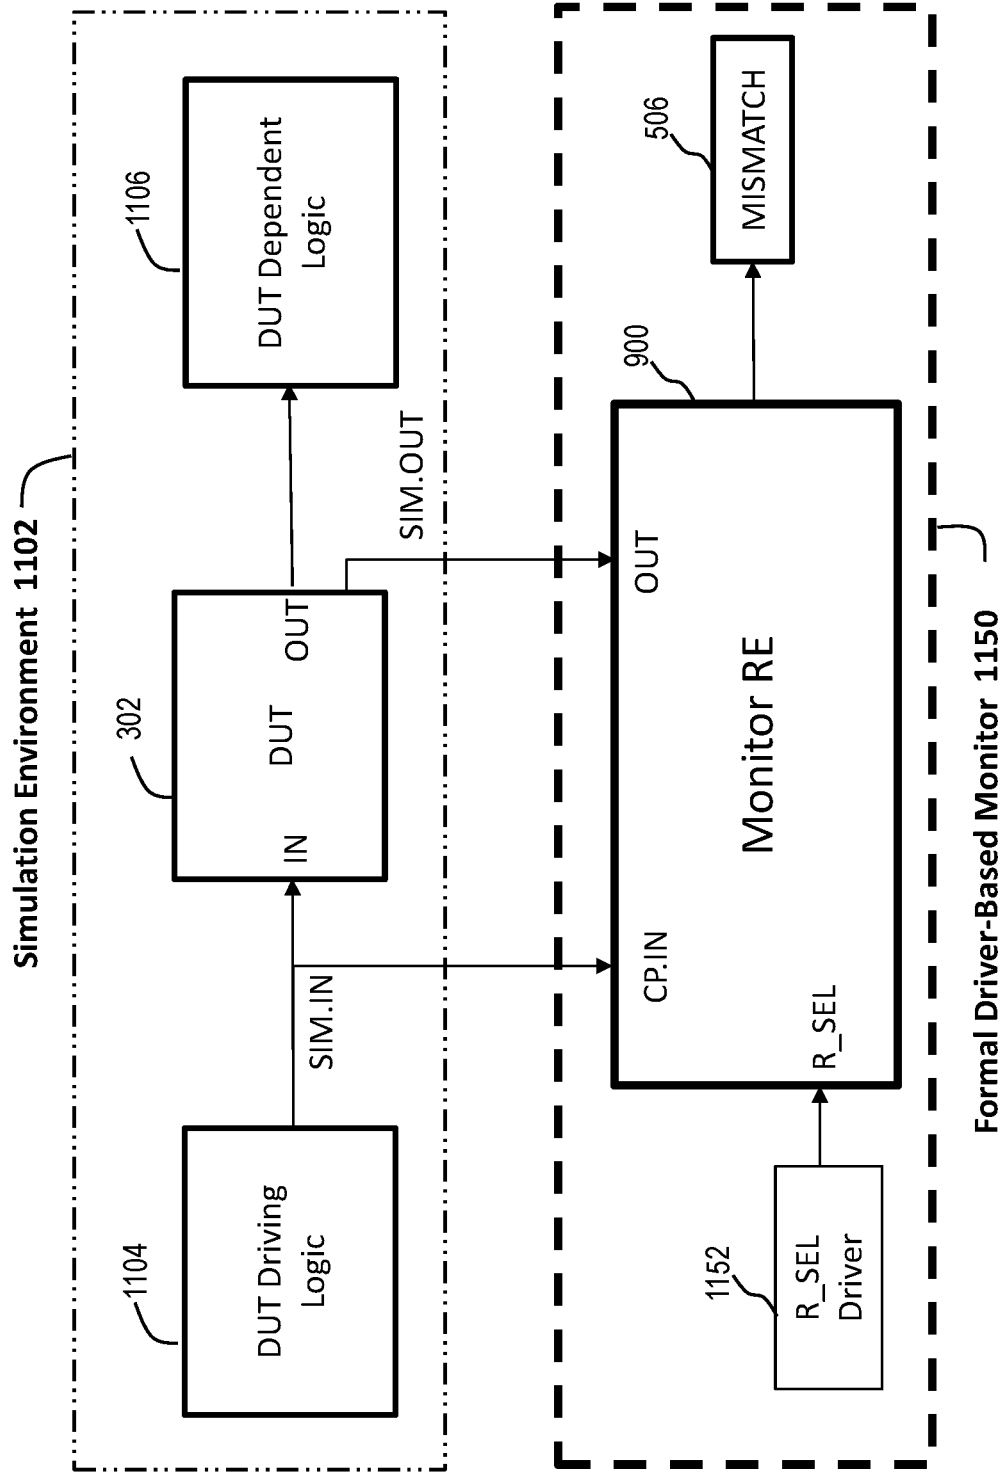 Simulation Environment 1102
1104
DUT Driving
Logic
SIM.IN
302
IN
DUT
OUT
1106
DUT Dependent
Logic
SIM.OUT
1152
R_SEL
Driver
900
CP.IN
OUT
Monitor RE
R_SEL
506
MISMATCH
Formal Driver-Based Monitor 1150